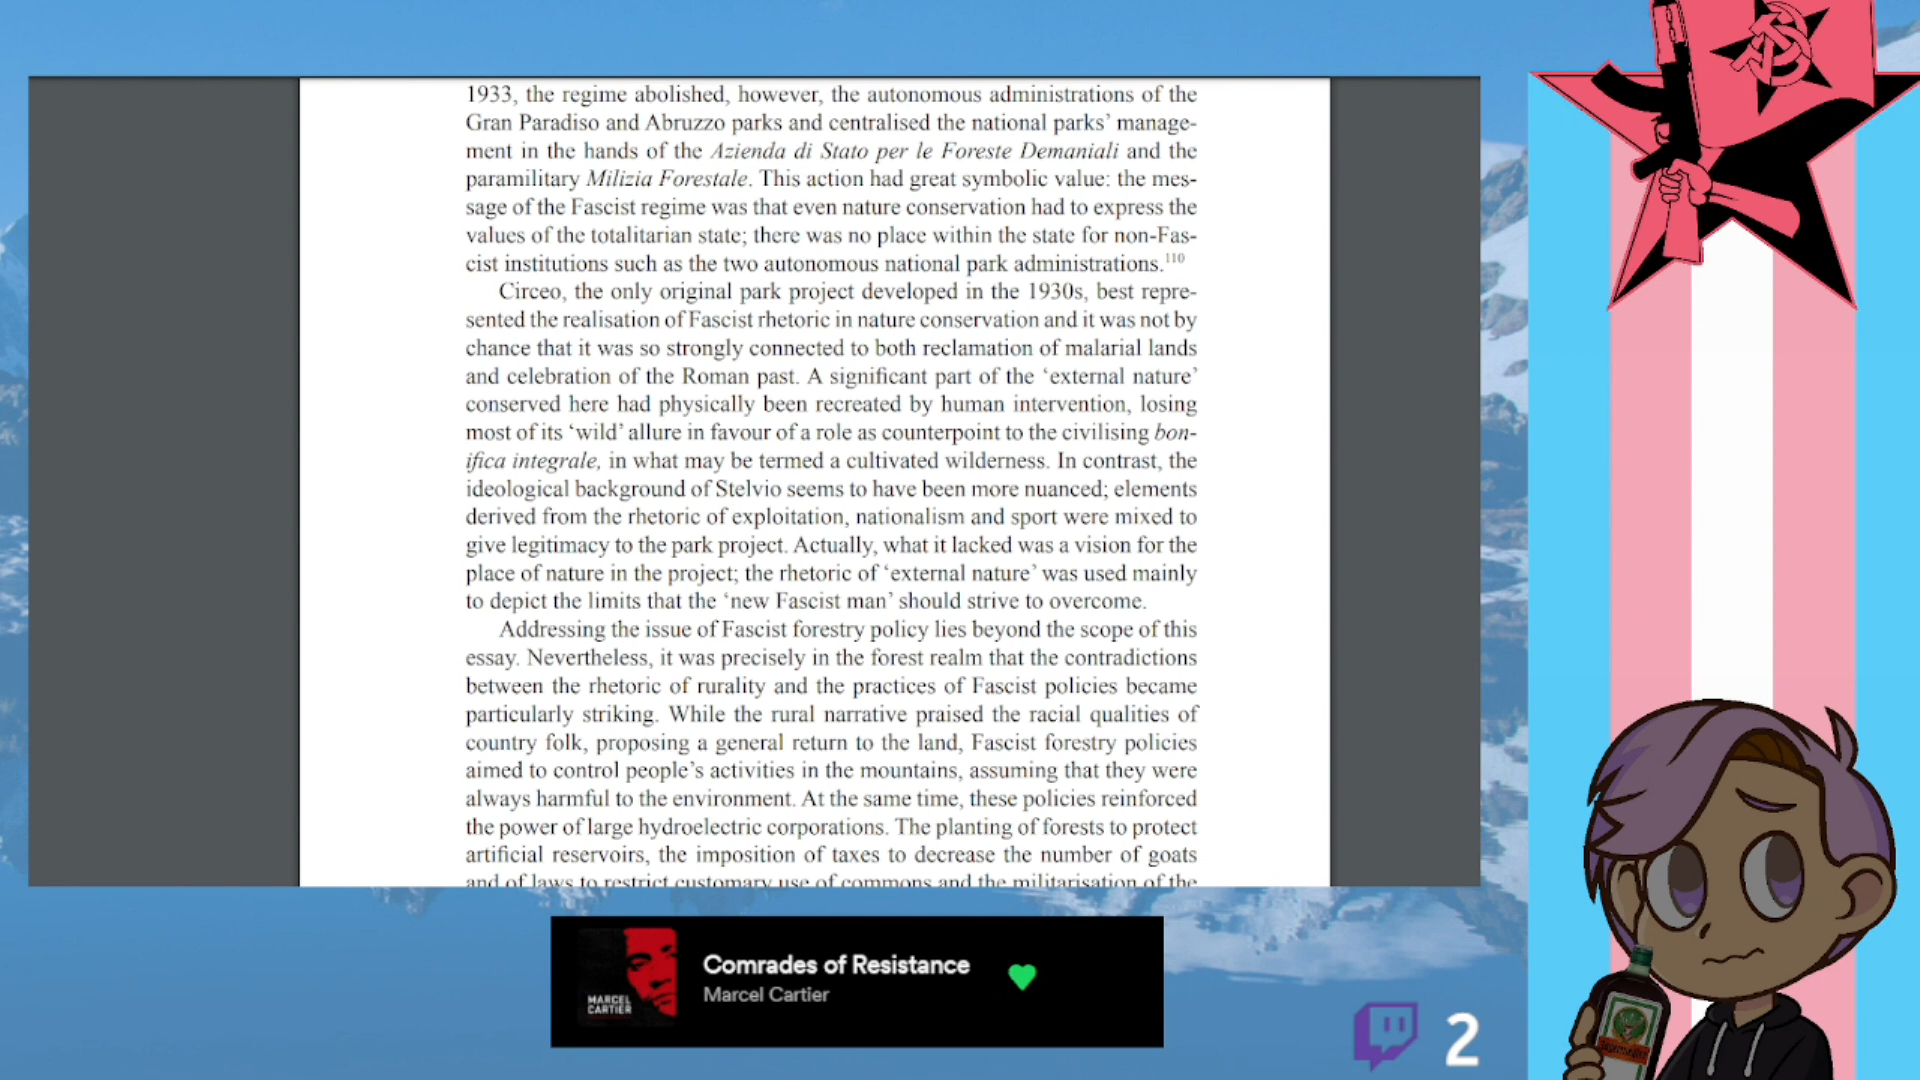 1933, the regime abolished, however, the autonomous administrations of the
Gran Paradiso and Abruzzo parks and centralised the national parks' manage-
ment in the hands of the Azienda di Stato per le Foreste Demaniali and the
paramilitary Milizia Forestale. This action had great symbolic value: the mes-
sage of the Fascist regime was that even nature conservation had to express the
values of the totalitarian state; there was no place within the state for non-Fas-
cist institutions such as the two autonomous national park administrations.110
Circeo, the only original park project developed in the 1930s, best repre-
sented the realisation of Fascist rhetoric in nature conservation and it was not by
chance that it was so strongly connected to both reclamation of malarial lands
and celebration of the Roman past. A significant part of the 'external nature'
conserved here had physically been recreated by human intervention, losing
most of its 'wild' allure in favour of a role as counterpoint to the civilising bon-
ifica integrale, in what may be termed a cultivated wilderness. In contrast, the
ideological background of Stelvio seems to have been more nuanced; elements
derived from the rhetoric of exploitation, nationalism and sport were mixed to
give legitimacy to the park project. Actually, what it lacked was a vision for the
place of nature in the project; the rhetoric of 'external nature' was used mainly
to depict the limits that the 'new Fascist man' should strive to overcome.
Addressing the issue of Fascist forestry policy lies beyond the scope of this
essay. Nevertheless, it was precisely in the forest realm that the contradictions
between the rhetoric of rurality and the practices of Fascist policies became
particularly striking. While the rural narrative praised the racial qualities of
country folk, proposing a general return to the land, Fascist forestry policies
aimed to control people's activities in the mountains, assuming that they were
always harmful to the environment. At the same time, these policies reinforced
the power of large hydroelectric corporations. The planting of forests to protect
artificial reservoirs, the imposition of taxes to decrease the number of goats
and of laws to restrict customary use of commons and the militarisation of the
MARCEL
CARTIER
Comrades of Resistance
Marcel Cartier
2